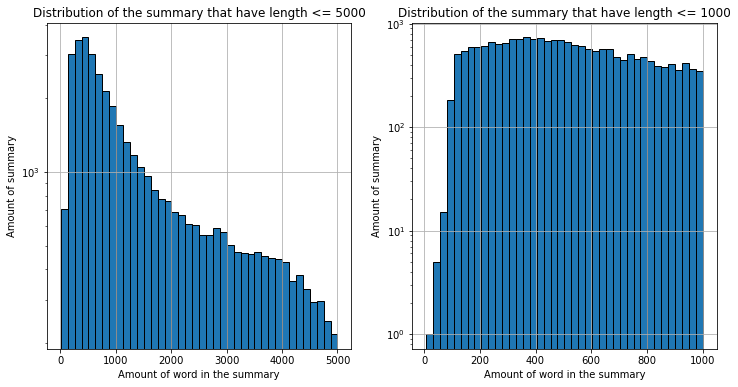 Distribution of the summary that have length <= 5000
Amount of summary
10³
0
1000
2000
3000
4000
5000
Amount of word in the summary
Distribution of the summary that have length <= 1000
Amount of summary
10³
10²
10¹
10⁰
0
200
400
600
800
1000
Amount of word in the summary